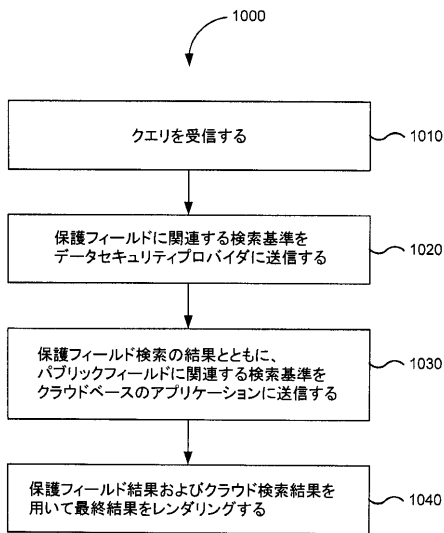 1000
クエリを受信する
1010
保護フィールドに関連する検索基準を
データセキュリティプロバイダに送信する
1020
保護フィールド検索の結果とともに、
パブリックフィールドに関連する検索基準を
クラウドベースのアプリケーションに送信する
1030
保護フィールド結果およびクラウド検索結果を
用いて最終結果をレンダリングする
1040